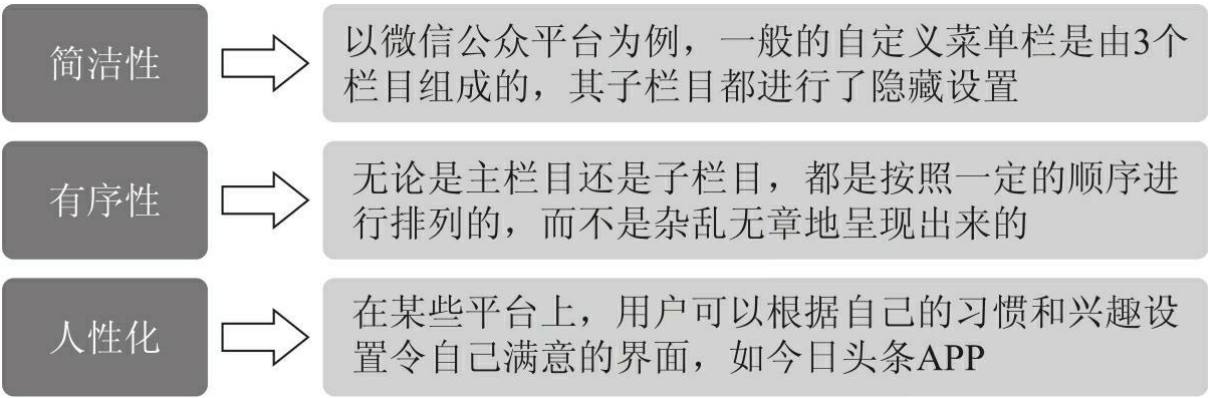 简洁性
以微信公众平台为例，一般的自定义菜单栏是由3个
栏目组成的，其子栏目都进行了隐藏设置
有序性
无论是主栏目还是子栏目，都是按照一定的顺序进
行排列的，而不是杂乱无章地呈现出来的
人性化
在某些平台上，用户可以根据自己的习惯和兴趣设
置令自己满意的界面，如今日头条APP